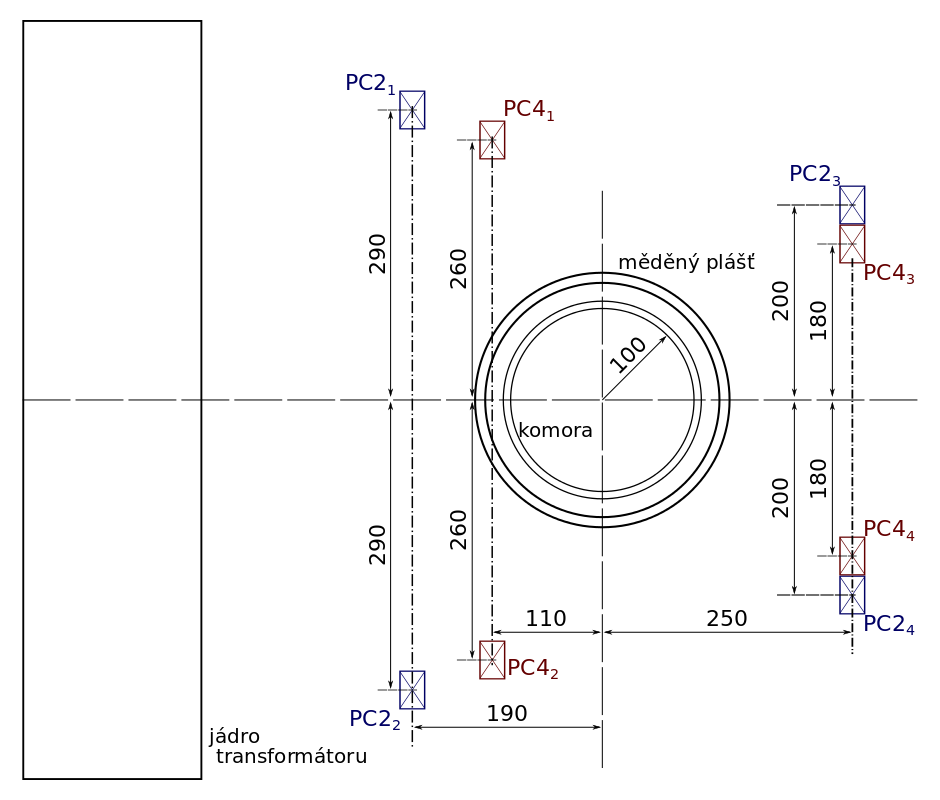 PC2₁
PC4₁
PC2₃
PC4₃
290
260
200
180
měděný plášť
100
komora
290
260
200
180
PC4₄
PC2₄
110
250
PC4₂
190
PC2₂
jádro
transformátoru